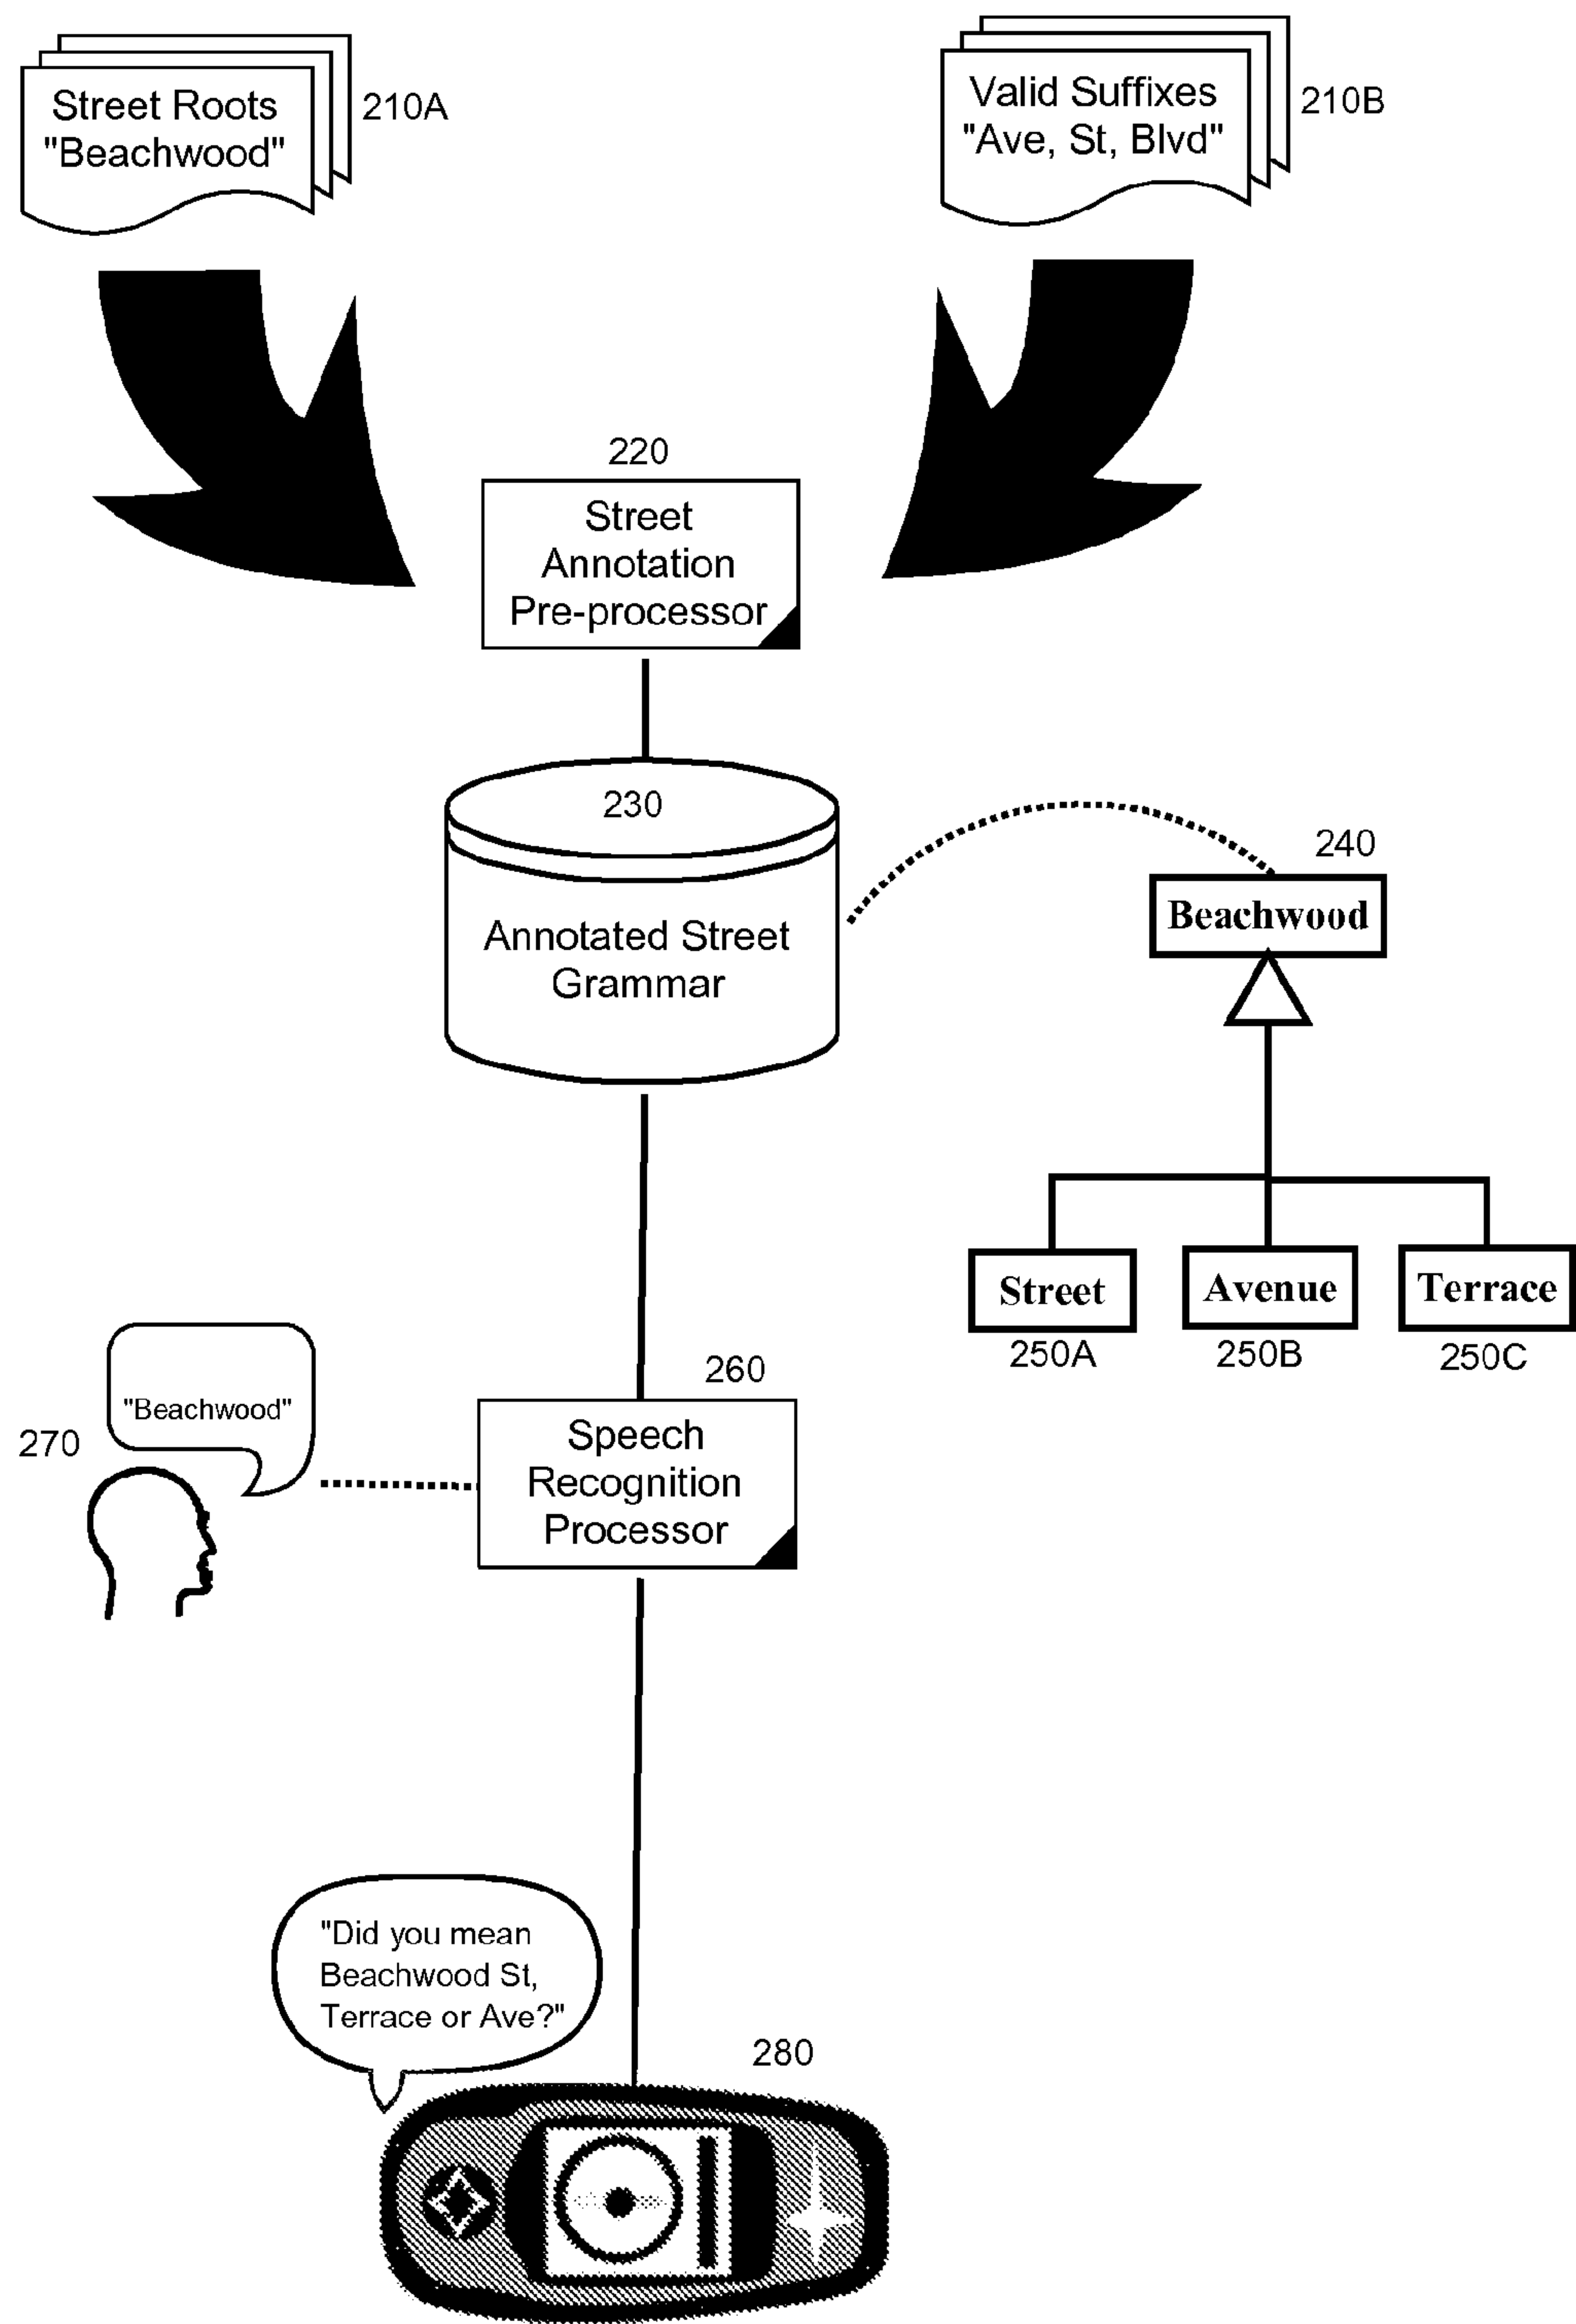 Street Roots
"Beachwood"
210A
Valid Suffixes
"Ave, St, Blvd"
210B
220
Street
Annotation
Pre-processor
230
Annotated Street
Grammar
240
Beachwood
Street
Avenue
Terrace
250A
250B
250C
260
Speech
Recognition
Processor
"Beachwood"
270
"Did you mean
Beachwood St,
Terrace or Ave?"
280